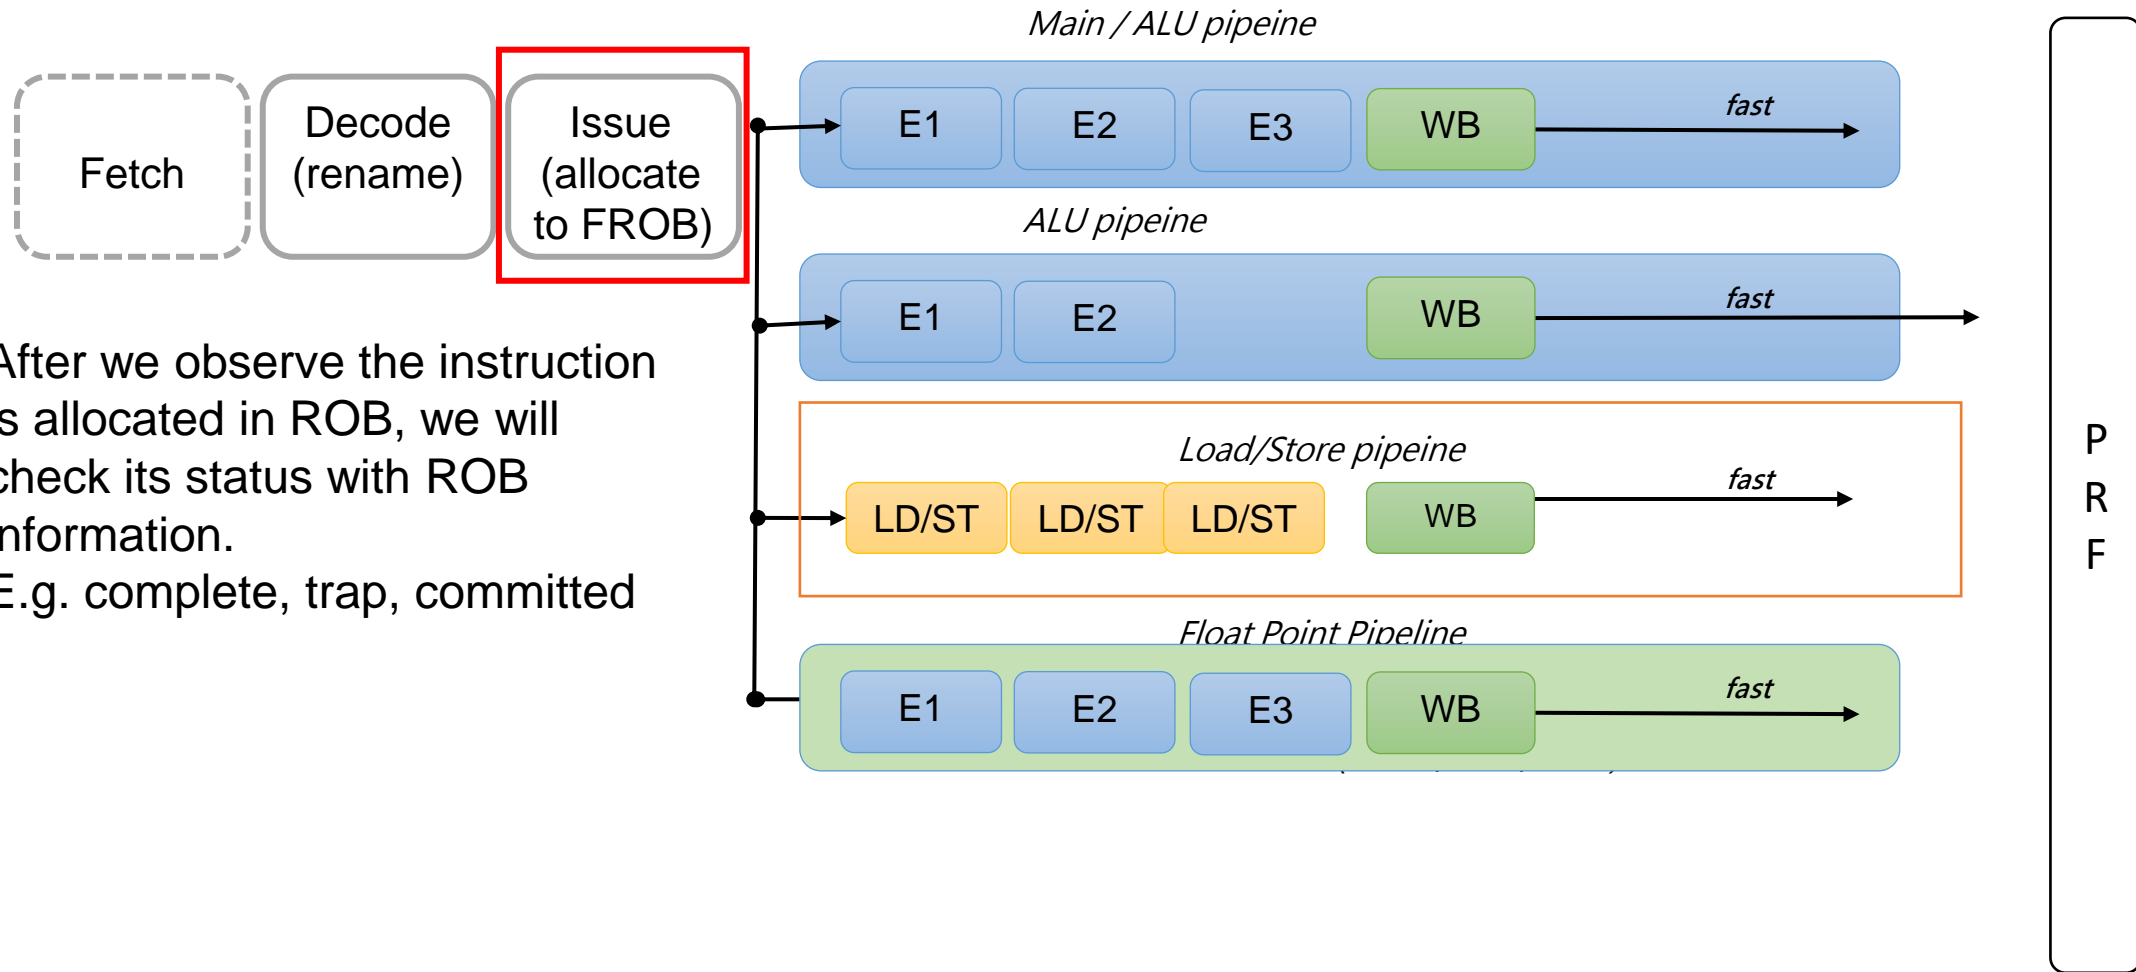 Main / ALU pipeine
Fetch
Decode
(rename)
Issue
(allocate
to FROB)
E1
E2
E3
WB
fast
ALU pipeine
E1
E2
WB
fast
After we observe the instruction
s allocated in ROB, we will
check its status with ROB
nformation.
E.g. complete, trap, committed
Load/Store pipeine
LD/ST
LD/ST
LD/ST
WB
fast
Float Point Pipeline
E1
E2
E3
WB
fast
P
R
F